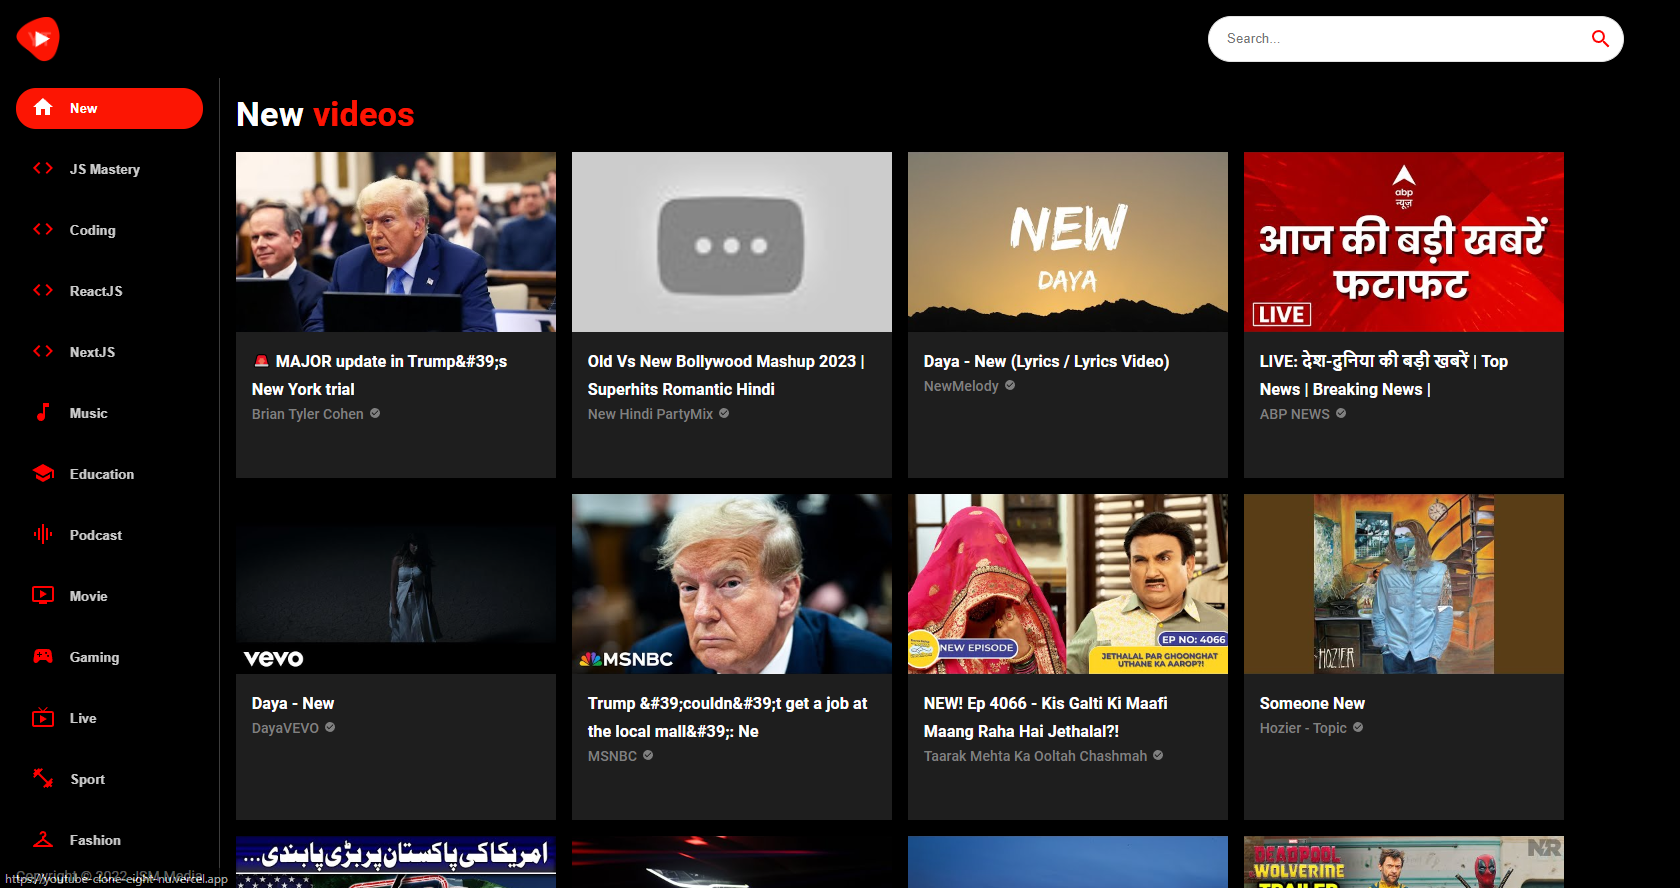 Search...
New
JS Mastery
Coding
ReactJS
NextJS
Music
Education
Podcast
Movie
Gaming
Live
Sport
Fashion
Copyright © 2022 JSM Media
https://youtube-clone-eight-nu.vercel.app
New videos
🚨 MAJOR update in Trump&#39;s
New York trial
Brian Tyler Cohen
Old Vs New Bollywood Mashup 2023 |
Superhits Romantic Hindi
New Hindi PartyMix
NEW
DAYA
Daya - New (Lyrics / Lyrics Video)
NewMelody
abp
न्यूज़
आज की बड़ी खबरें
फटाफट
LIVE
LIVE: देश-दुनिया की बड़ी खबरें | Top
News | Breaking News |
ABP NEWS
vevo
Daya - New
DayaVEVO
MSNBC
Trump &#39;couldn&#39;t get a job at
the local mall&#39;: Ne
MSNBC
NEW EPISODE
EP NO: 4066
JETHALAL PAR GHOONGHAT
UTHANE KA AAROP?!
NEW! Ep 4066 - Kis Galti Ki Maafi
Maang Raha Hai Jethalal?!
Taarak Mehta Ka Ooltah Chashmah
HOZIER
Someone New
Hozier - Topic
امریکا کی پاکستان پر بڑی پابندی...
DEADPOOL
WOLVERINE
TRAILER